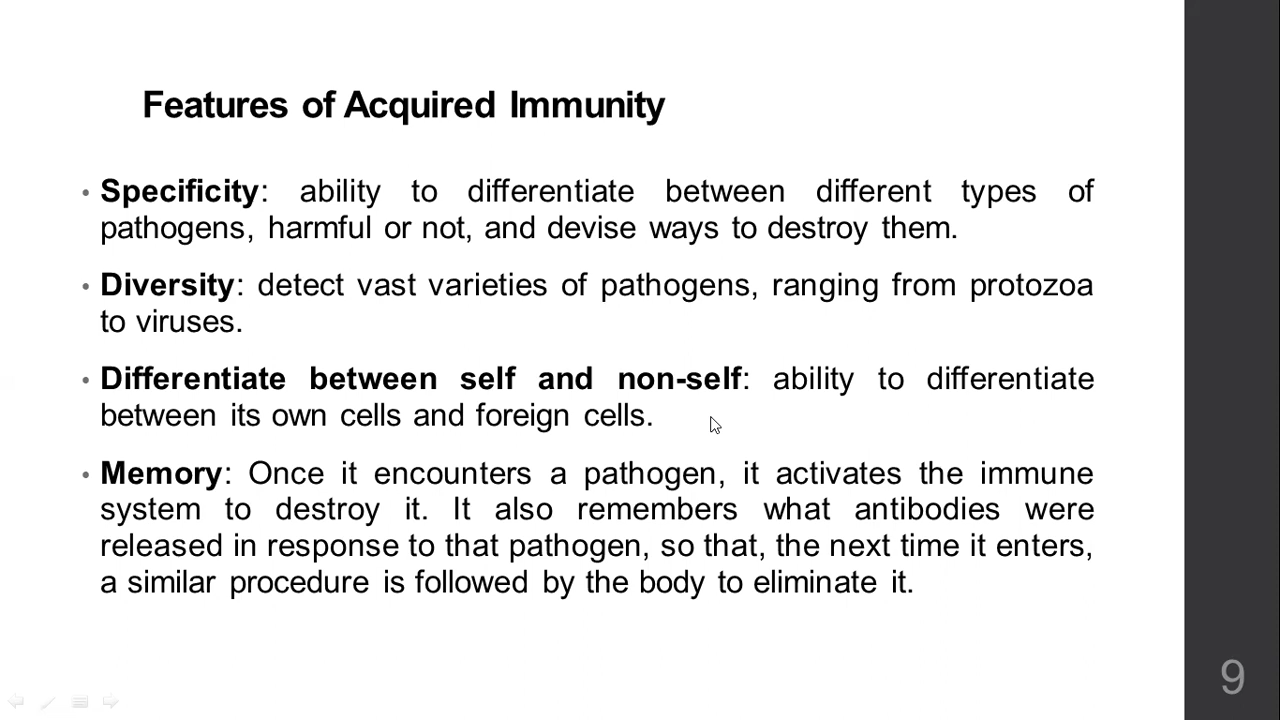 Features of Acquired Immunity
• Specificity: ability to differentiate between different types of
pathogens, harmful or not, and devise ways to destroy them.
• Diversity: detect vast varieties of pathogens, ranging from protozoa
to viruses.
• Differentiate between self and non-self: ability to differentiate
between its own cells and foreign cells.
• Memory: Once it encounters a pathogen, it activates the immune
system to destroy it. It also remembers what antibodies were
released in response to that pathogen, so that, the next time it enters,
a similar procedure is followed by the body to eliminate it.
9